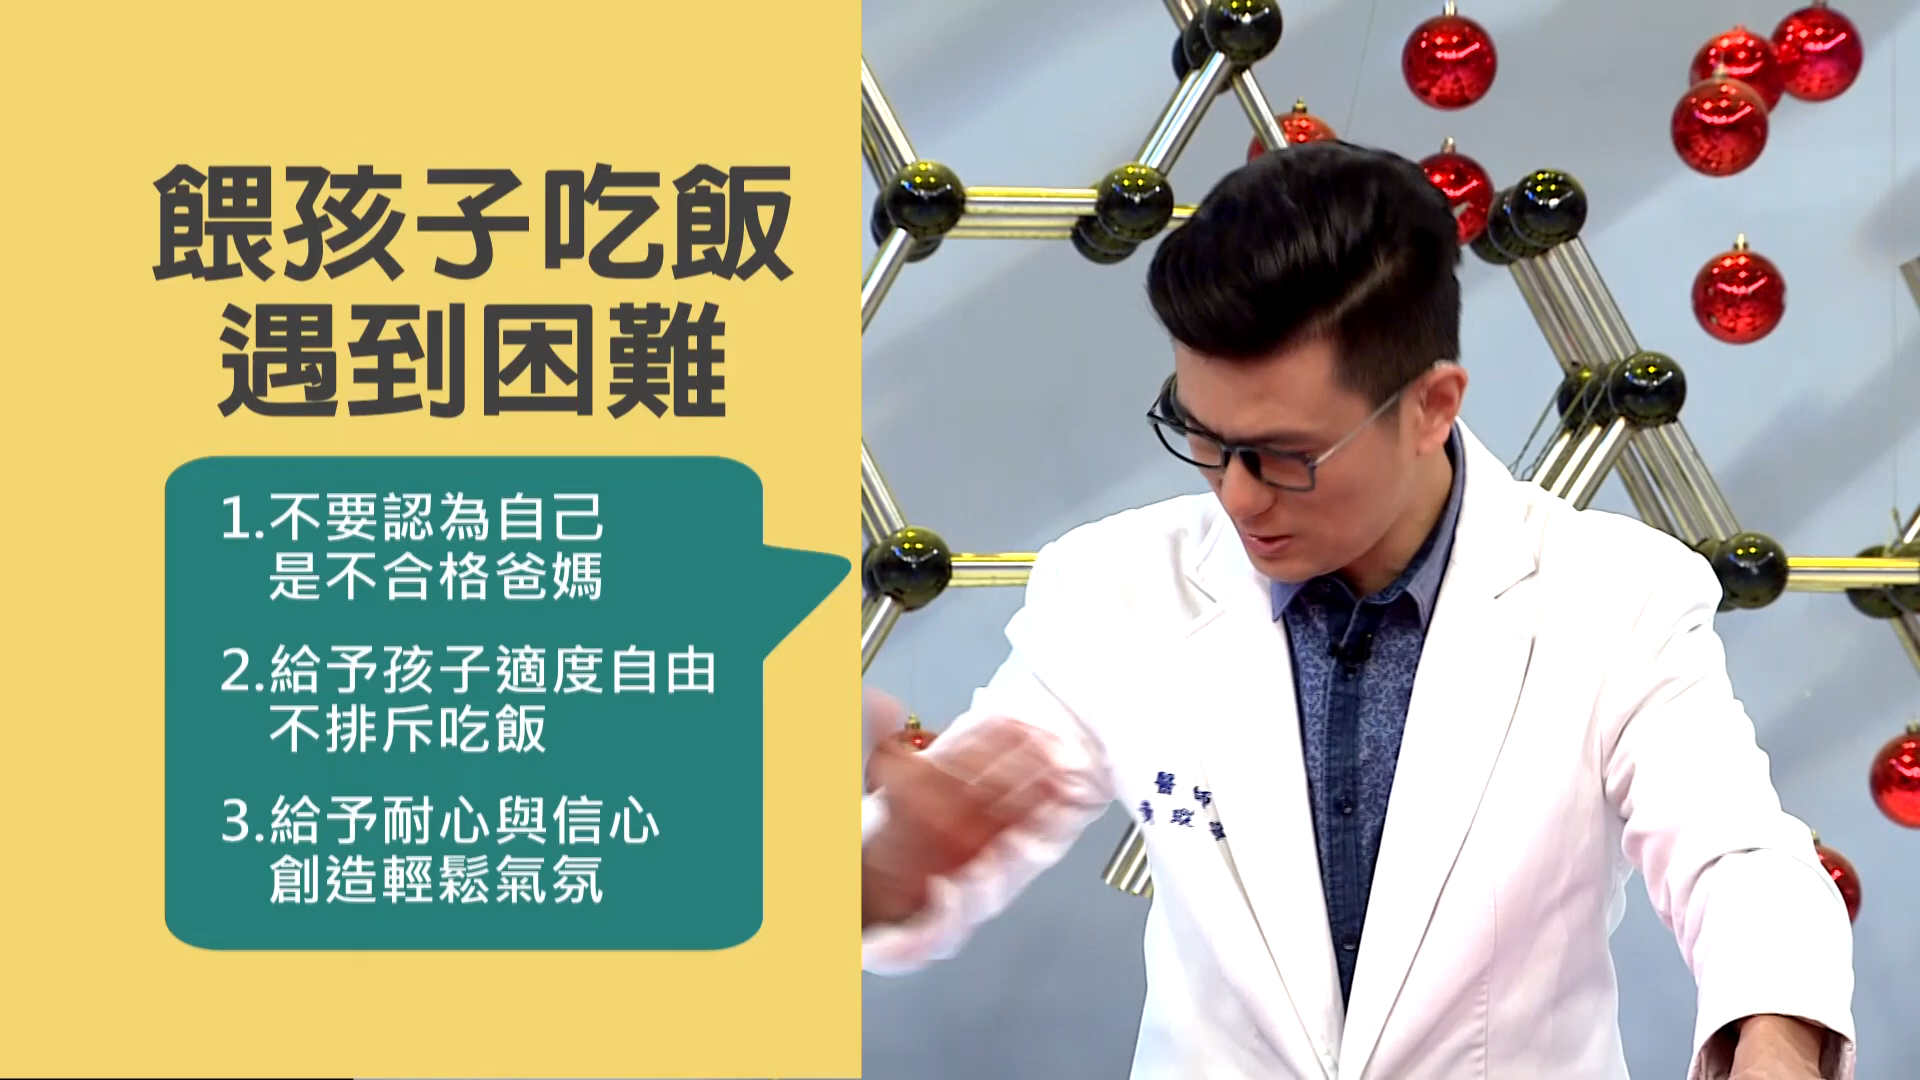 餵孩子吃飯
遇到困難
1.不要認為自己
是不合格爸媽
2.給予孩子適度自由
不排斥吃飯
3.給予耐心與信心
創造輕鬆氣氛
醫師